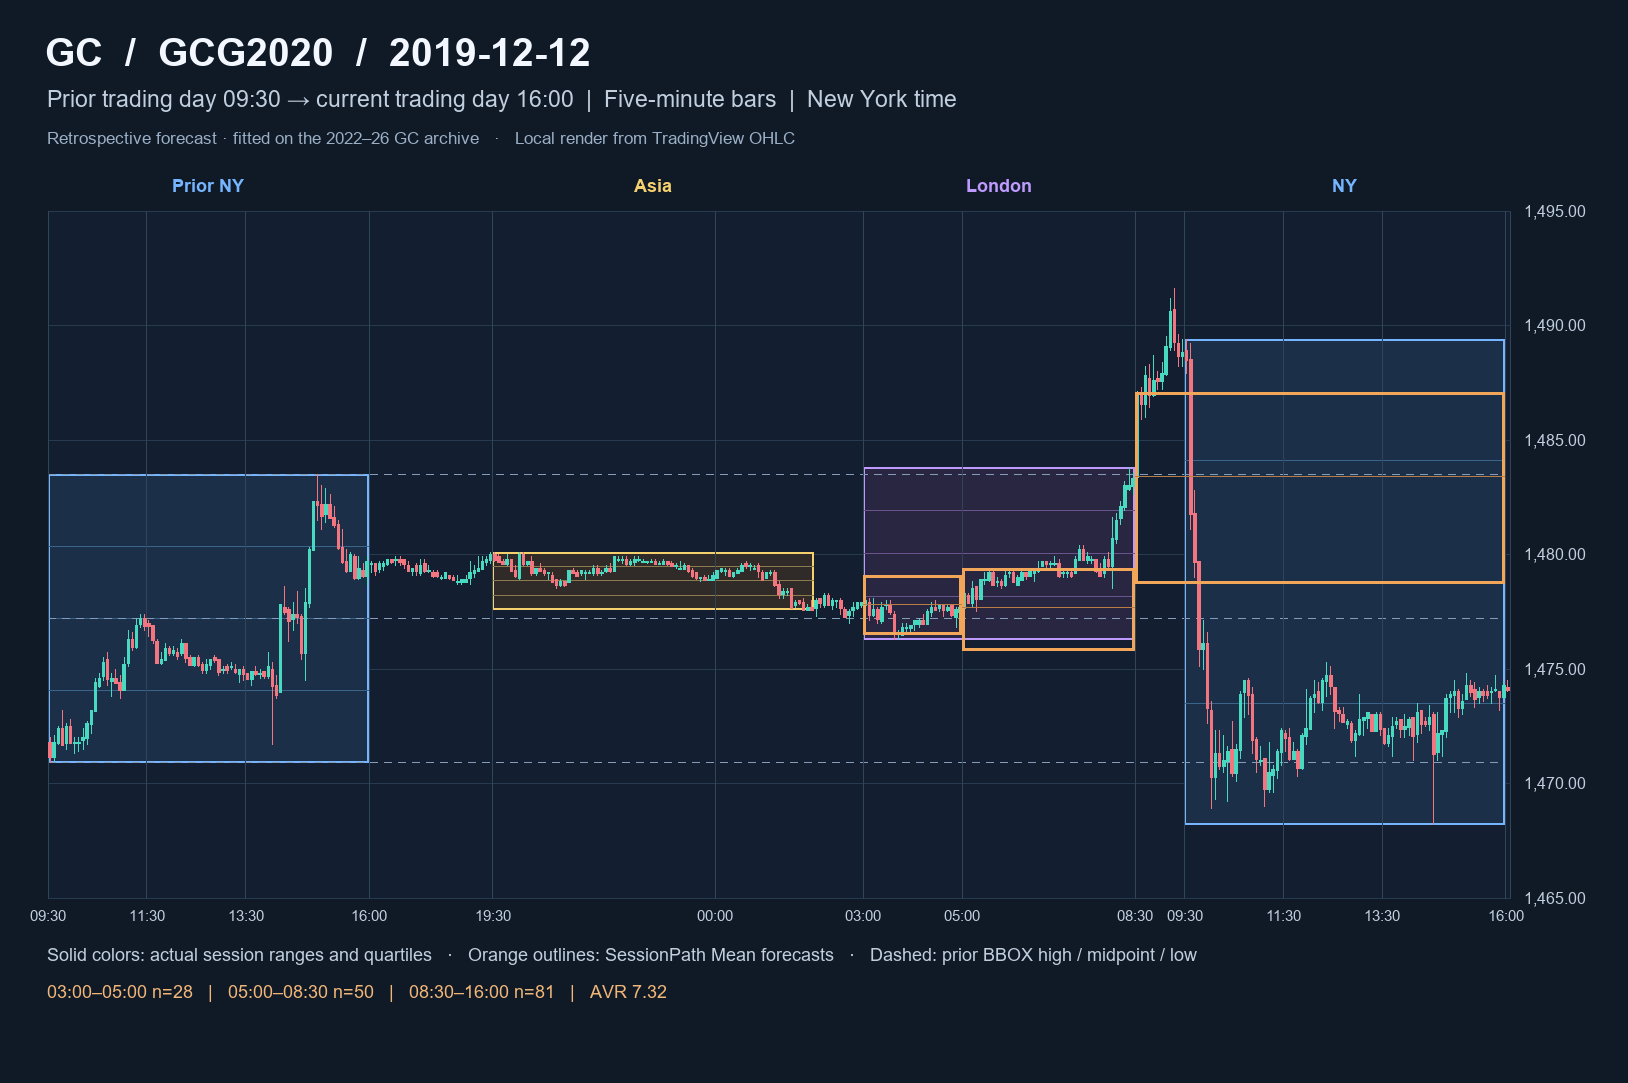 GC / GCG2020 / 2019-12-12
Prior trading day 09:30 → current trading day 16:00 | Five-minute bars | New York time
Retrospective forecast · fitted on the 2022–26 GC archive · Local render from TradingView OHLC
Prior NY Asia London NY
1,495.00
1,490.00
1,485.00
1,480.00
1,475.00
1,470.00
1,465.00
09:30 11:30 13:30 16:00 19:30 00:00 03:00 05:00 08:30 09:30 11:30 13:30 16:00
Solid colors: actual session ranges and quartiles · Orange outlines: SessionPath Mean forecasts · Dashed: prior BBOX high / midpoint / low
03:00–05:00 n=28 | 05:00–08:30 n=50 | 08:30–16:00 n=81 | AVR 7.32